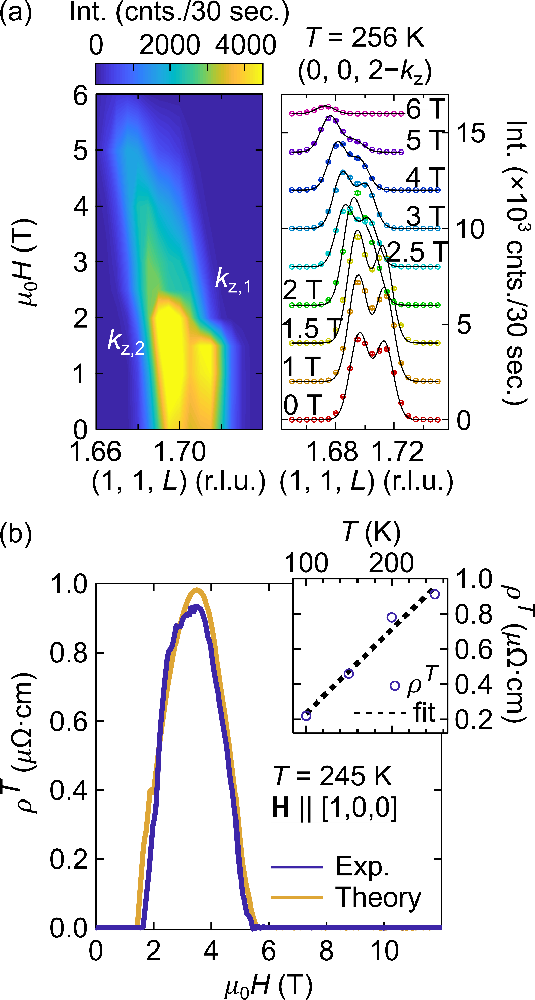 (a)
Int. (cnts./30 sec.)
0 2000 4000
T = 256 K
(0, 0, 2−kz)
6
5
4
3
2
1
0
μ0H (T)
kz,1
kz,2
1.66 1.70
(1, 1, L) (r.l.u.)
6 T
5 T
4 T
3 T
2.5 T
2 T
1.5 T
1 T
0 T
15
10
5
0
Int. (×10³ cnts./30 sec.)
1.68 1.72
(1, 1, L) (r.l.u.)
(b)
T (K)
100 200
1.0
0.8
0.6
0.4
0.2
ρT (μΩ·cm)
ρT
fit
1.0
0.8
0.6
0.4
0.2
0.0
ρT (μΩ·cm)
T = 245 K
H || [1,0,0]
Exp.
Theory
0 2 4 6 8 10
μ0H (T)